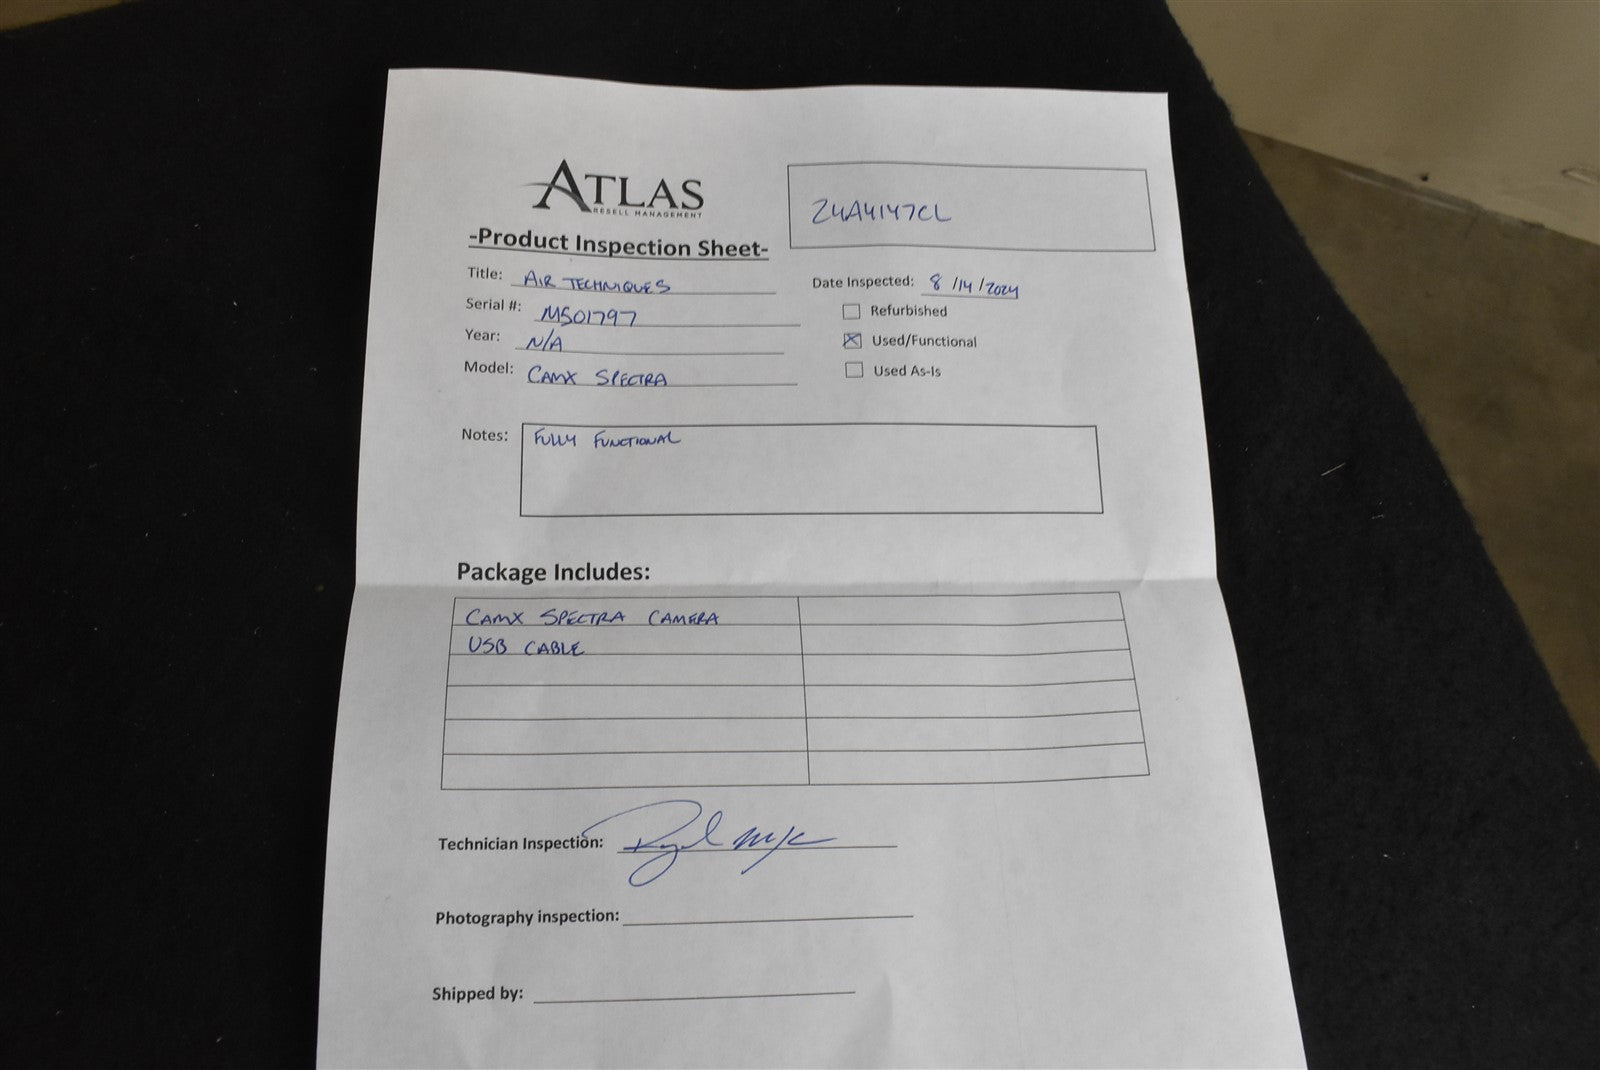 ATLAS
RESELL MANAGEMENT
24A4147CL
-Product Inspection Sheet-
Title: AIR TECHNIQUES
Date Inspected: 8/14/2024
Serial #: MS01797
Refurbished
Year: N/A
Used/Functional
Model: CAMX SPECTRA
Used As-Is
Notes: FULLY FUNCTIONAL
Package Includes:
CAMX SPECTRA CAMERA
USB CABLE
Technician Inspection:
Photography inspection:
Shipped by: